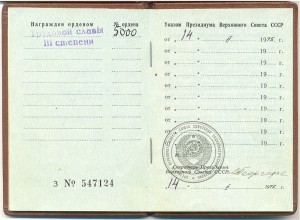 Награжден орденом
№ ордена
Трудовой славы
III степени
5000
З № 547124
Указом Президиума Верховного Совета СССР
от „14" 19 75 г.
от „ " 19 г.
от „ " 19 г.
от „ " 19 г.
от „ " 19 г.
от „ " 19 г.
от „ " 19 г.
от „ " 19 г.
от „ " 19 г.
Секретарь Президиума
Верховного Совета СССР
14